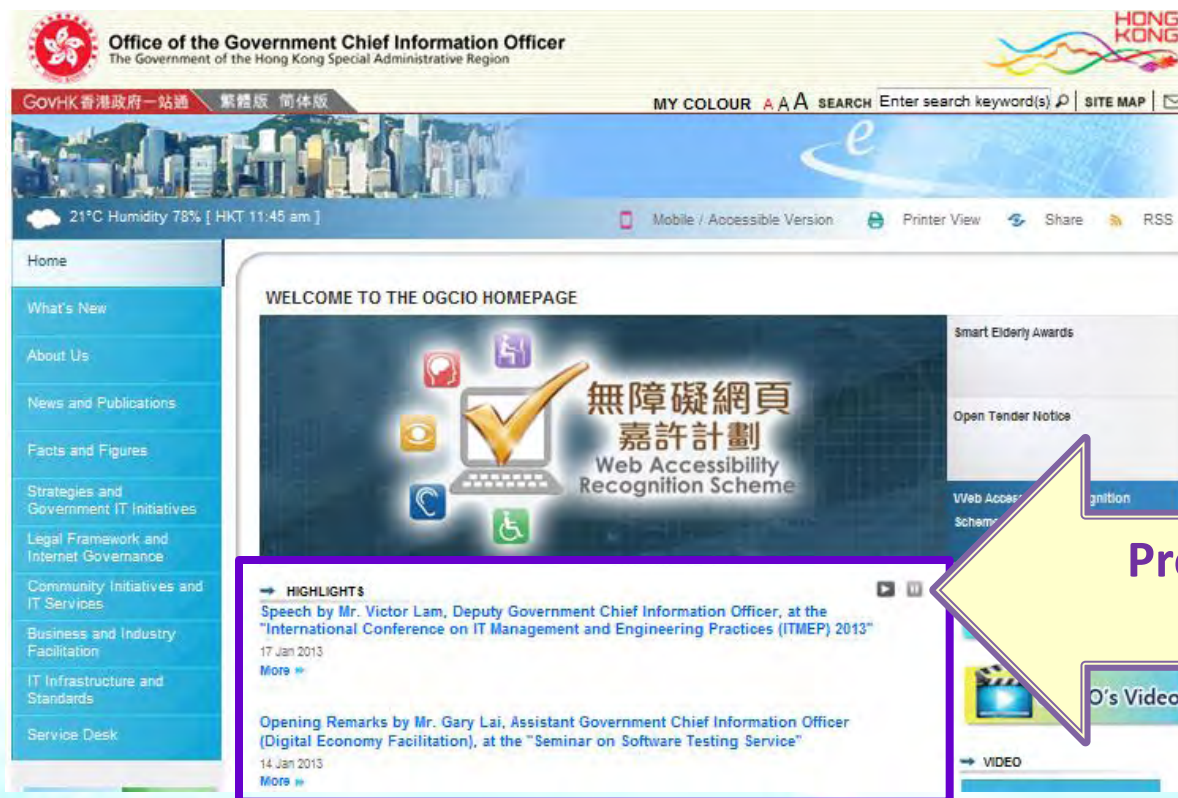 HONG
KONG
Office of the Government Chief Information Officer
The Government of the Hong Kong Special Administrative Region
GovHK香港政府一站通 繁體版 简体版
MY COLOUR A A A SEARCH Enter search keyword(s) SITE MAP
e
21°C Humidity 78% [ HKT 11:45 am ]
Mobile / Accessible Version Printer View Share RSS
Home
What's New
About Us
News and Publications
Facts and Figures
Strategies and
Government IT Initiatives
Legal Framework and
Internet Governance
Community Initiatives and
IT Services
Business and Industry
Facilitation
IT Infrastructure and
Standards
Service Desk
WELCOME TO THE OGCIO HOMEPAGE
無障礙網頁
嘉許計劃
Web Accessibility
Recognition Scheme
Smart Elderly Awards
Open Tender Notice
Web
HIGHLIGHTS
Speech by Mr. Victor Lam, Deputy Government Chief Information Officer, at the
"International Conference on IT Management and Engineering Practices (ITMEP) 2013"
17 Jan 2013
More »
Opening Remarks by Mr. Gary Lai, Assistant Government Chief Information Officer
(Digital Economy Facilitation), at the "Seminar on Software Testing Service"
14 Jan 2013
More »
Pr
O's Video
VIDEO